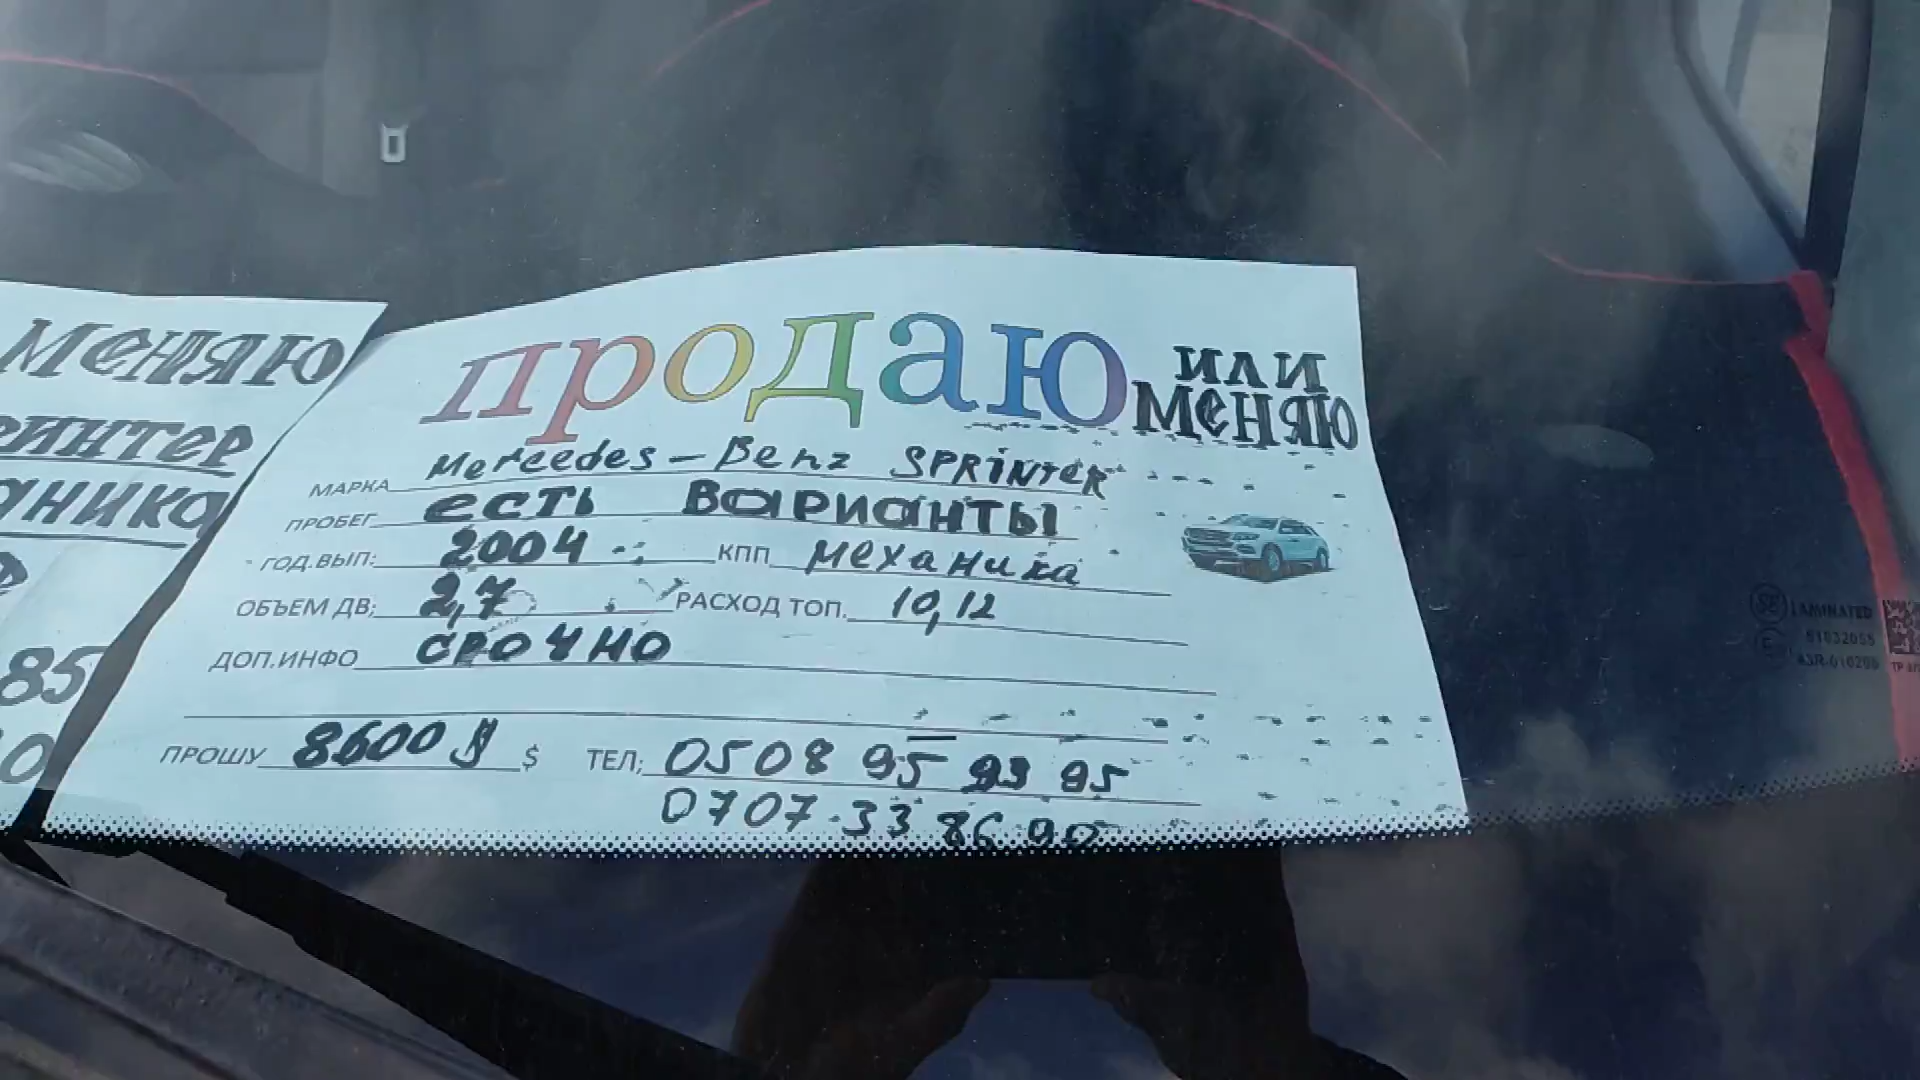 МЕНЯЮ
РИНТЕР
АНИКА
85
0
продаю ИЛИ
МЕНЯЮ
МАРКА Mercedes-Benz SPRiNTER
ПРОБЕГ есть Варианты
ГОД.ВЫП: 2004 КПП механика
ОБЪЕМ ДВ; 2,7 РАСХОД ТОП. 10,12
ДОП.ИНФО срочно
ПРОШУ 8600 $ $ ТЕЛ; 0508 95 93 95
0707.33 86 90
LAMINATED